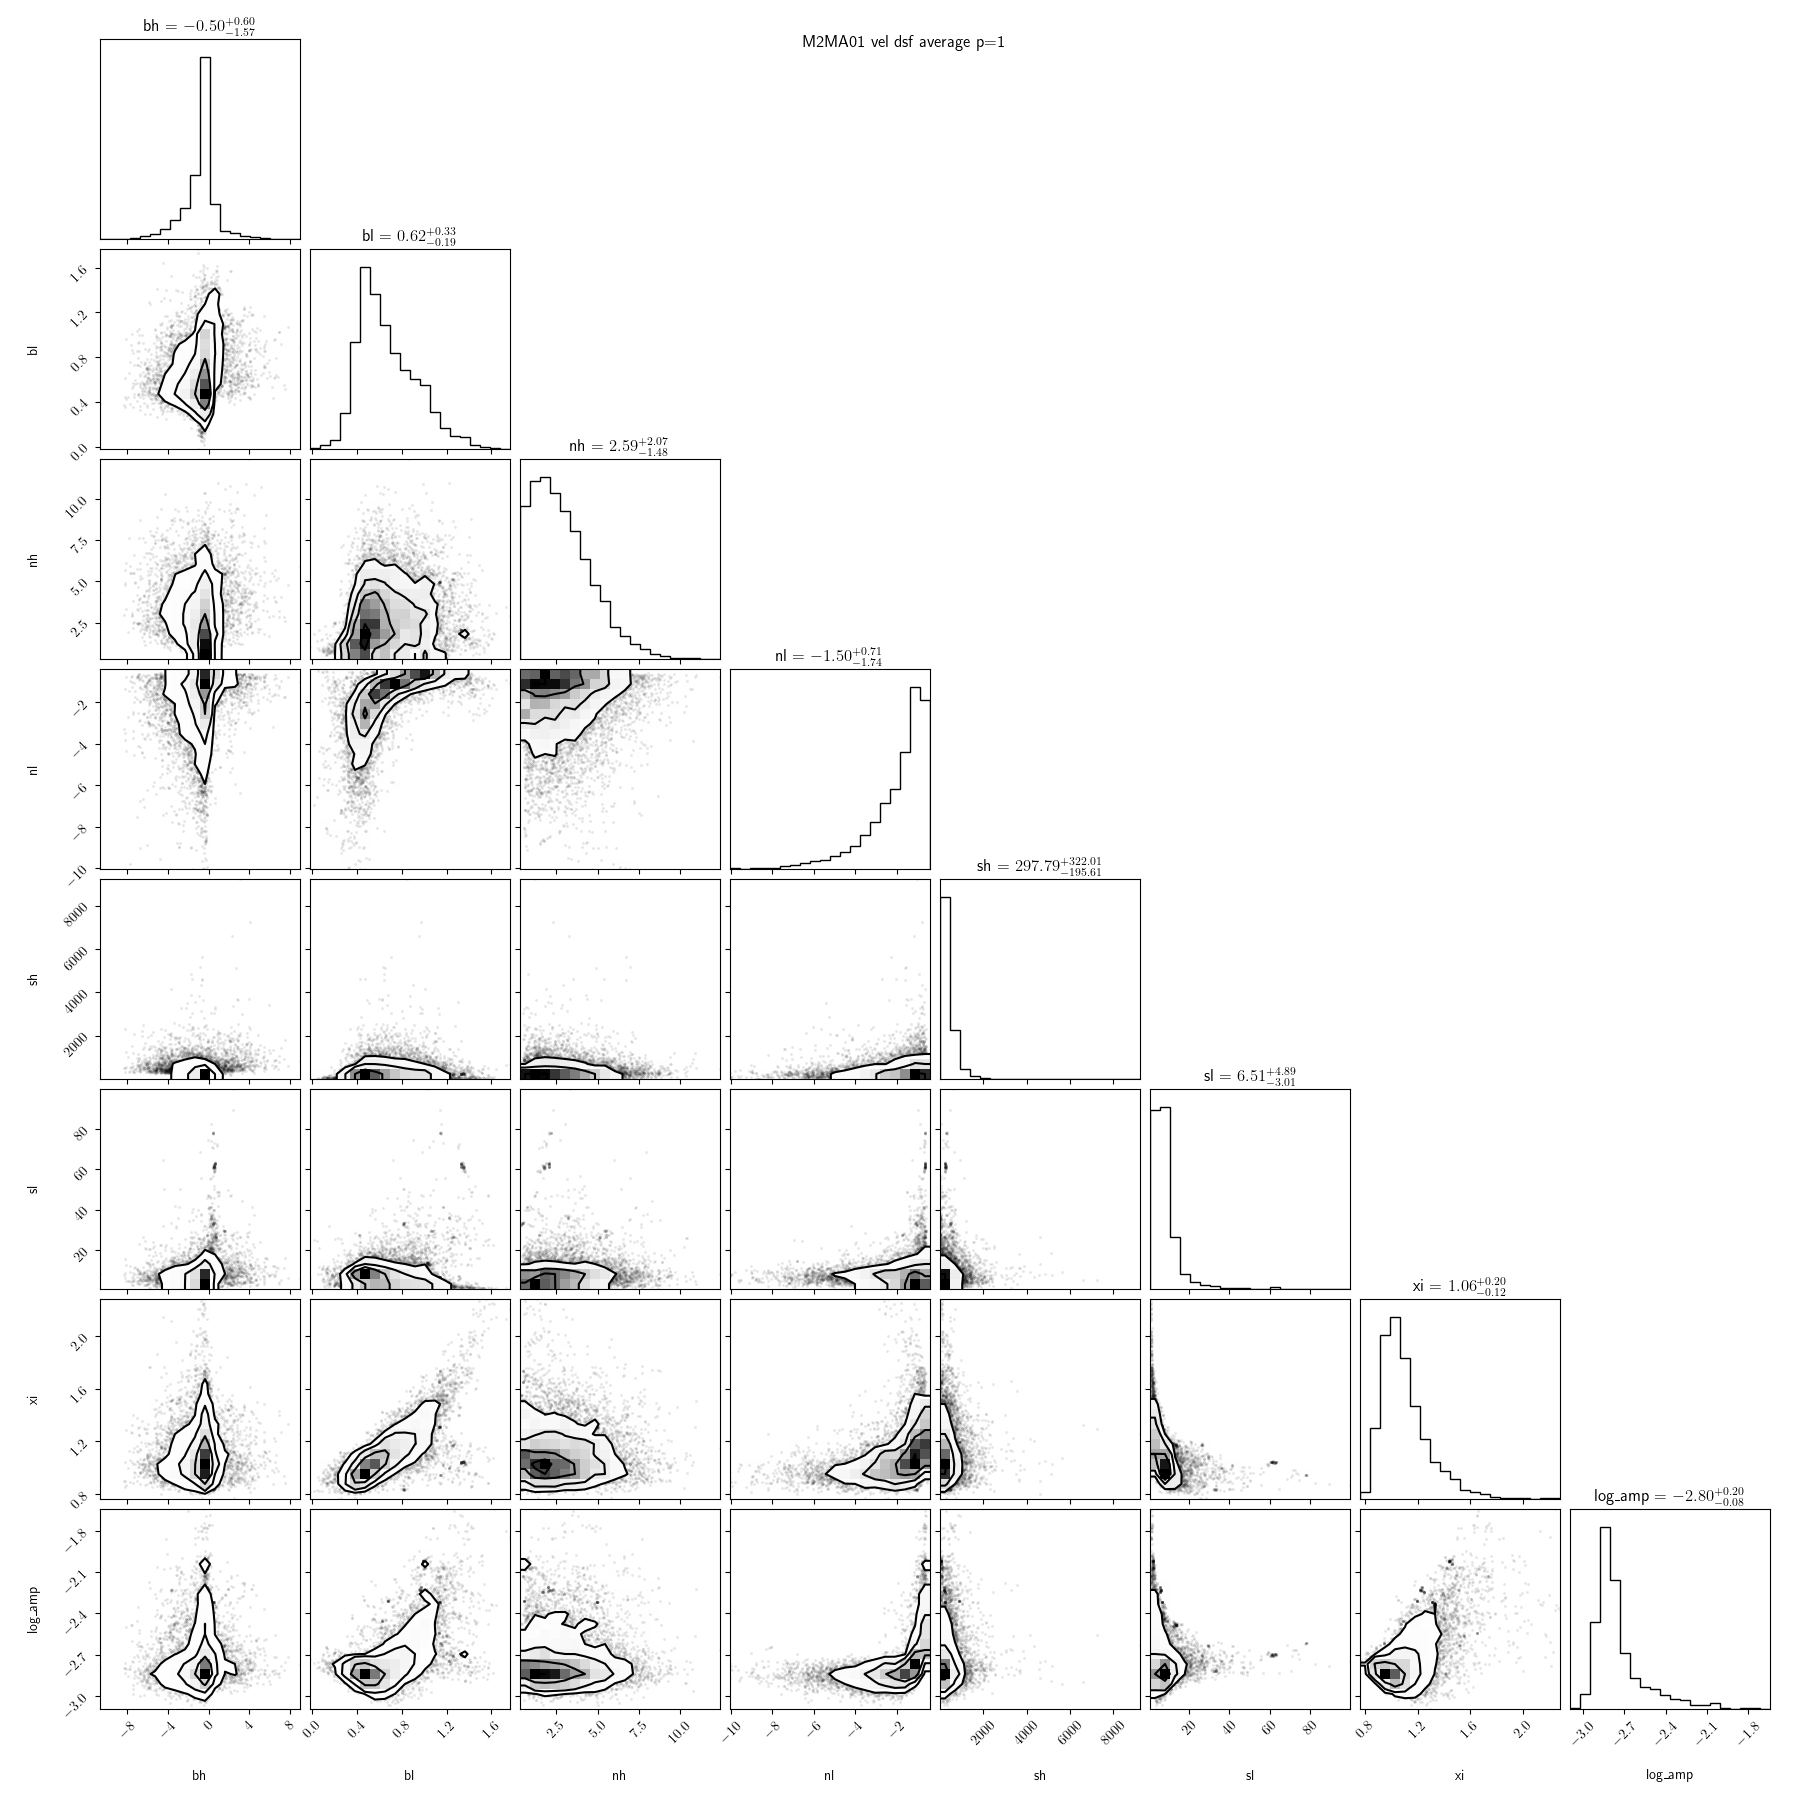 M2MA01 vel dsf average p=1
bh = −0.50+0.60−1.57
bl = 0.62+0.33−0.19
bl
1.6
1.2
0.8
0.4
0.0
nh = 2.59+2.07−1.48
nh
10.0
7.5
5.0
2.5
nl = −1.50+0.71−1.74
nl
−2
−4
−6
−8
−10
sh = 297.79+322.01−195.61
sh
8000
6000
4000
2000
sl = 6.51+4.89−3.01
sl
80
60
40
20
xi = 1.06+0.20−0.12
xi
2.0
1.6
1.2
0.8
log_amp = −2.80+0.20−0.08
log_amp
−1.8
−2.1
−2.4
−2.7
−3.0
−8 −4 0 4 8 0.0 0.4 0.8 1.2 1.6 2.5 5.0 7.5 10.0 −10 −8 −6 −4 −2 2000 4000 6000 8000 20 40 60 80 0.8 1.2 1.6 2.0 −3.0 −2.7 −2.4 −2.1 −1.8
bh bl nh nl sh sl xi log_amp